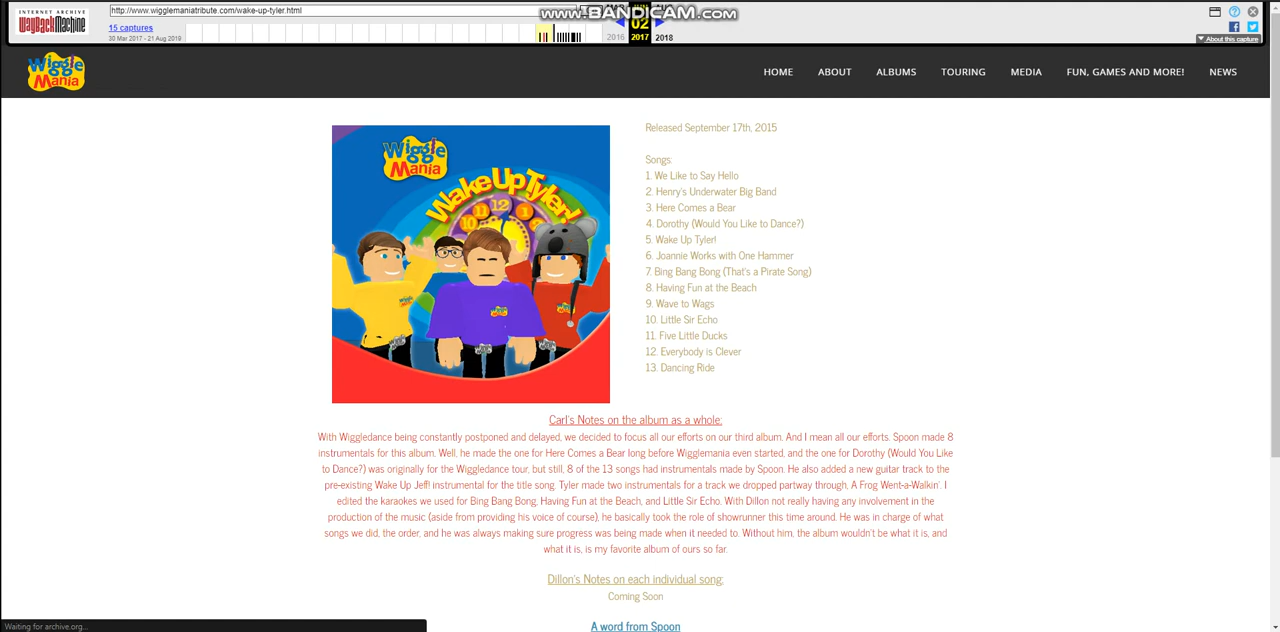 www.BANDICAM.com
INTERNET ARCHIVE
WayBackMachine
http://www.wigglemaniatribute.com/wake-up-tyler.html
15 captures
30 Mar 2017 - 21 Aug 2019
02
2016 2017 2018
About this capture
Wiggle
Mania
HOME ABOUT ALBUMS TOURING MEDIA FUN, GAMES AND MORE! NEWS
Wiggle
Mania
Wake Up Tyler!
10 11 12 1
Released September 17th, 2015
Songs:
1. We Like to Say Hello
2. Henry's Underwater Big Band
3. Here Comes a Bear
4. Dorothy (Would You Like to Dance?)
5. Wake Up Tyler!
6. Joannie Works with One Hammer
7. Bing Bang Bong (That's a Pirate Song)
8. Having Fun at the Beach
9. Wave to Wags
10. Little Sir Echo
11. Five Little Ducks
12. Everybody is Clever
13. Dancing Ride
Carl's Notes on the album as a whole:
With Wiggledance being constantly postponed and delayed, we decided to focus all our efforts on our third album. And I mean all our efforts. Spoon made 8
instrumentals for this album. Well, he made the one for Here Comes a Bear long before Wigglemania even started, and the one for Dorothy (Would You Like
to Dance?) was originally for the Wiggledance tour, but still, 8 of the 13 songs had instrumentals made by Spoon. He also added a new guitar track to the
pre-existing Wake Up Jeff! instrumental for the title song. Tyler made two instrumentals for a track we dropped partway through, A Frog Went-a-Walkin'. I
edited the karaokes we used for Bing Bang Bong, Having Fun at the Beach, and Little Sir Echo. With Dillon not really having any involvement in the
production of the music (aside from providing his voice of course), he basically took the role of showrunner this time around. He was in charge of what
songs we did, the order, and he was always making sure progress was being made when it needed to. Without him, the album wouldn't be what it is, and
what it is, is my favorite album of ours so far.
Dillon's Notes on each individual song:
Coming Soon
A word from Spoon
Waiting for archive.org...